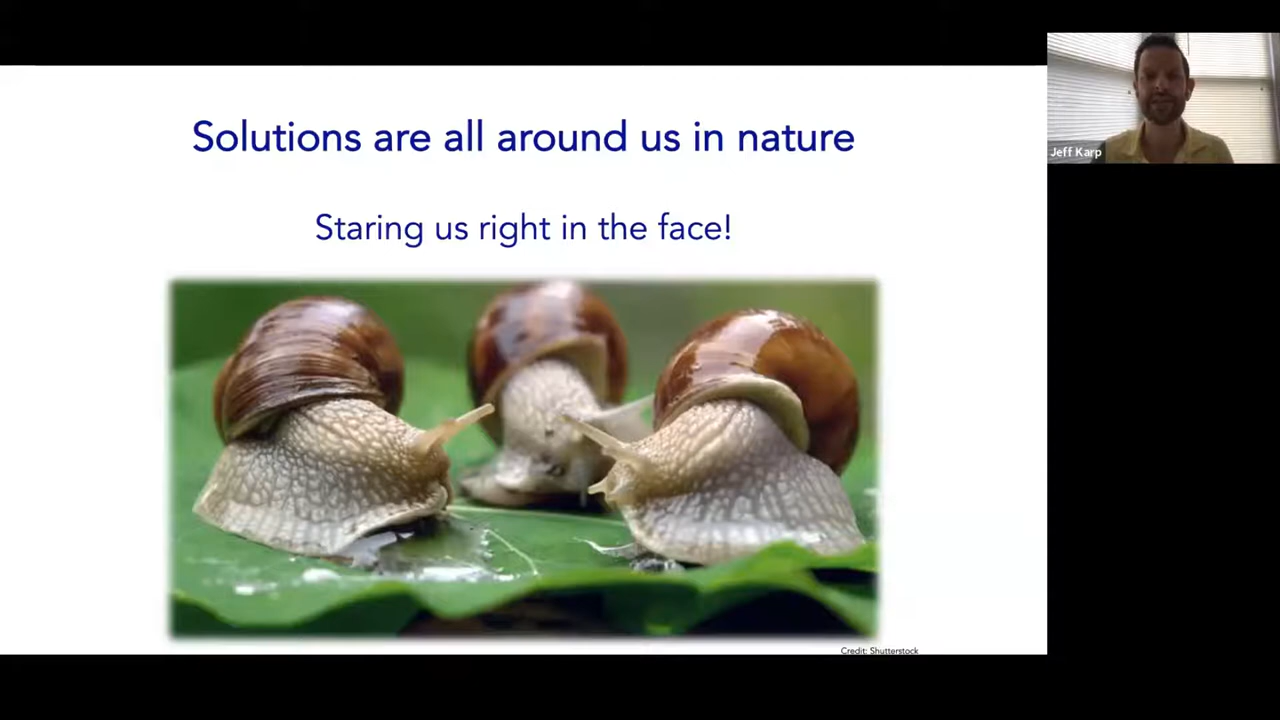 Solutions are all around us in nature
Staring us right in the face!
Jeff Karp
Credit: Shutterstock